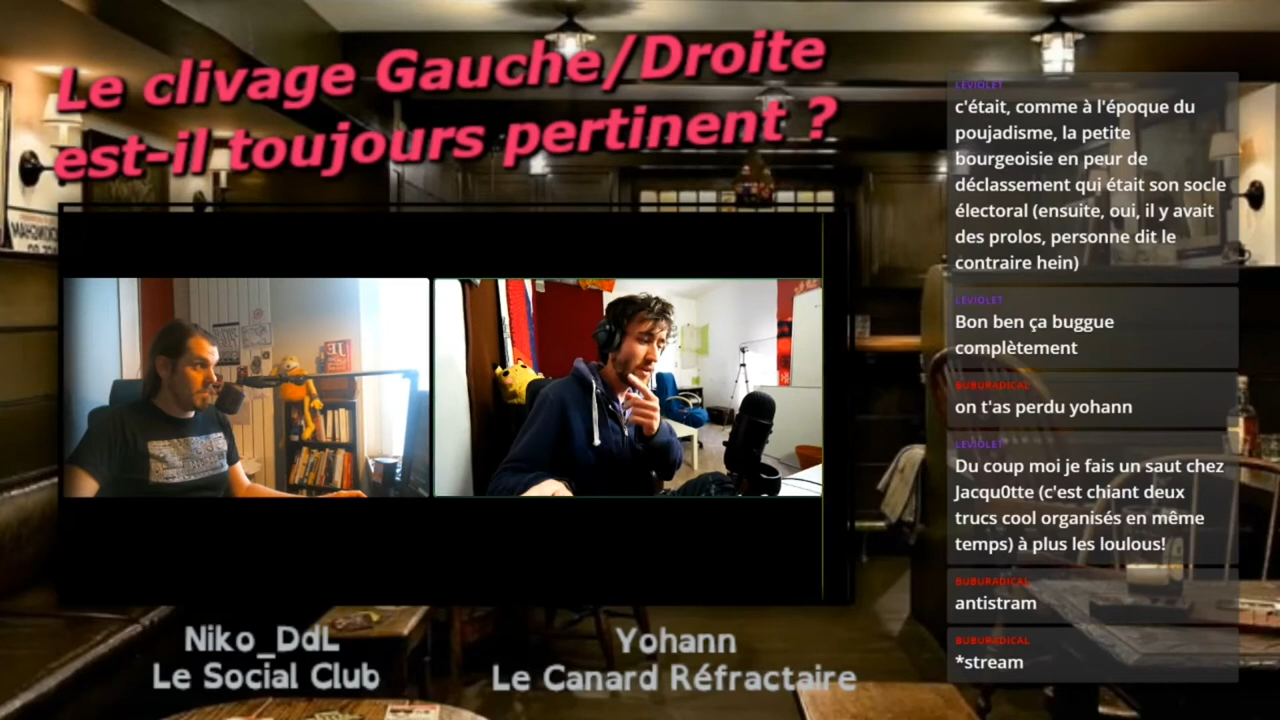 Le clivage Gauche/Droite
est-il toujours pertinent ?
LEVIOLET
c'était, comme à l'époque du
poujadisme, la petite
bourgeoisie en peur de
déclassement qui était son socle
électoral (ensuite, oui, il y avait
des prolos, personne dit le
contraire hein)
LEVIOLET
Bon ben ça buggue
complètement
BUBURADICAL
on t'as perdu yohann
LEVIOLET
Du coup moi je fais un saut chez
Jacqu0tte (c'est chiant deux
trucs cool organisés en même
temps) à plus les loulous!
BUBURADICAL
antistram
BUBURADICAL
*stream
Niko_DdL
Le Social Club
Yohann
Le Canard Réfractaire